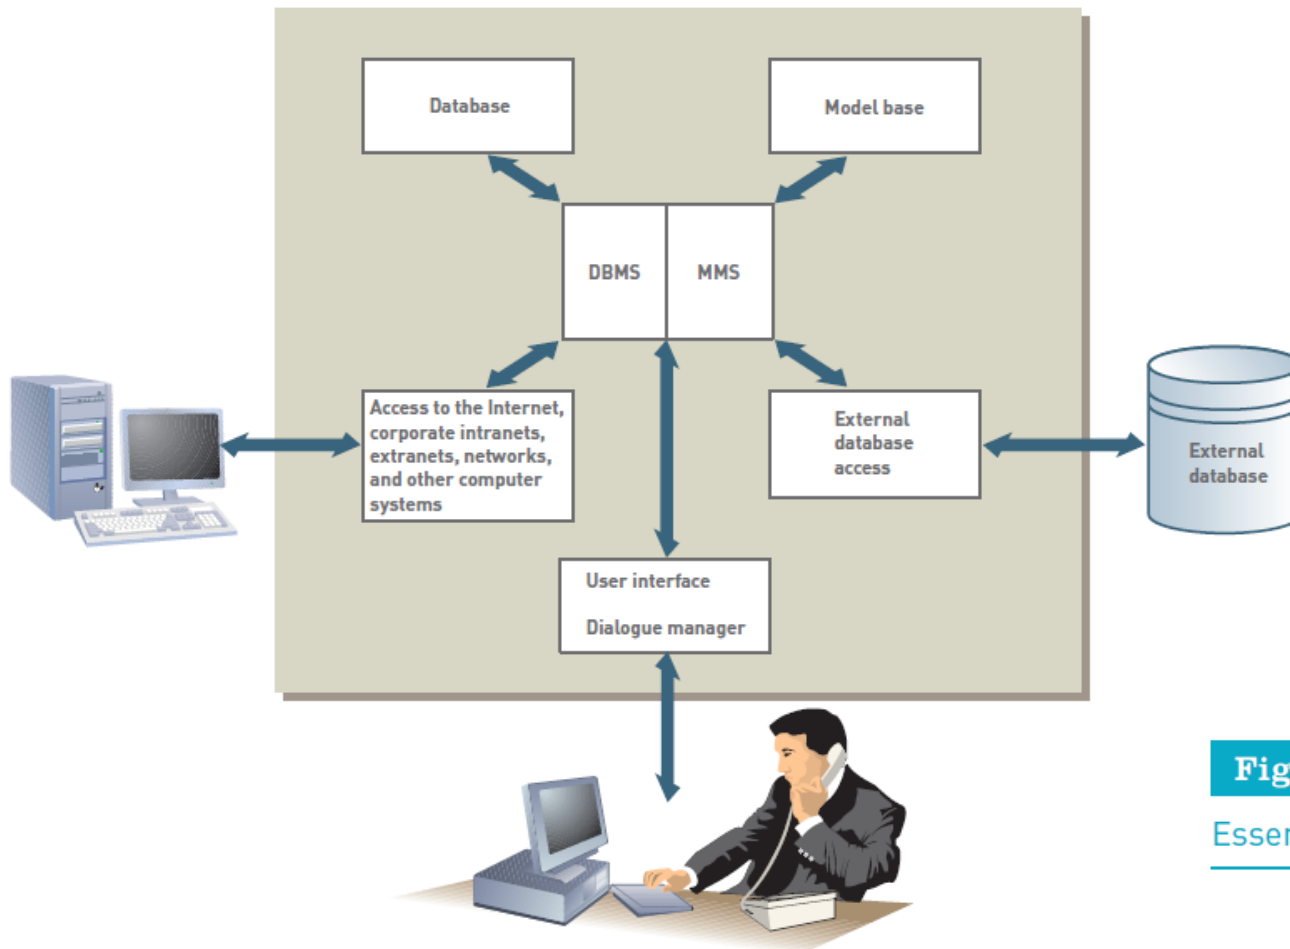 Database
Model base
DBMS
MMS
Access to the Internet,
corporate intranets,
extranets, networks,
and other computer
systems
External
database
access
External
database
User interface
Dialogue manager
Fig
Essen